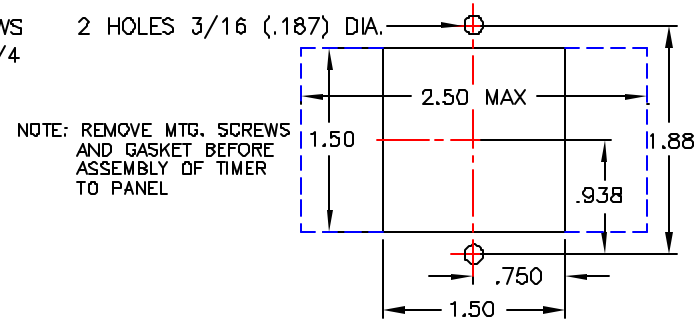 WS 2 HOLES 3/16 (.187) DIA.
/4
2.50 MAX
NOTE: REMOVE MTG. SCREWS
AND GASKET BEFORE
ASSEMBLY OF TIMER
TO PANEL
1.50
1.88
.938
.750
1.50